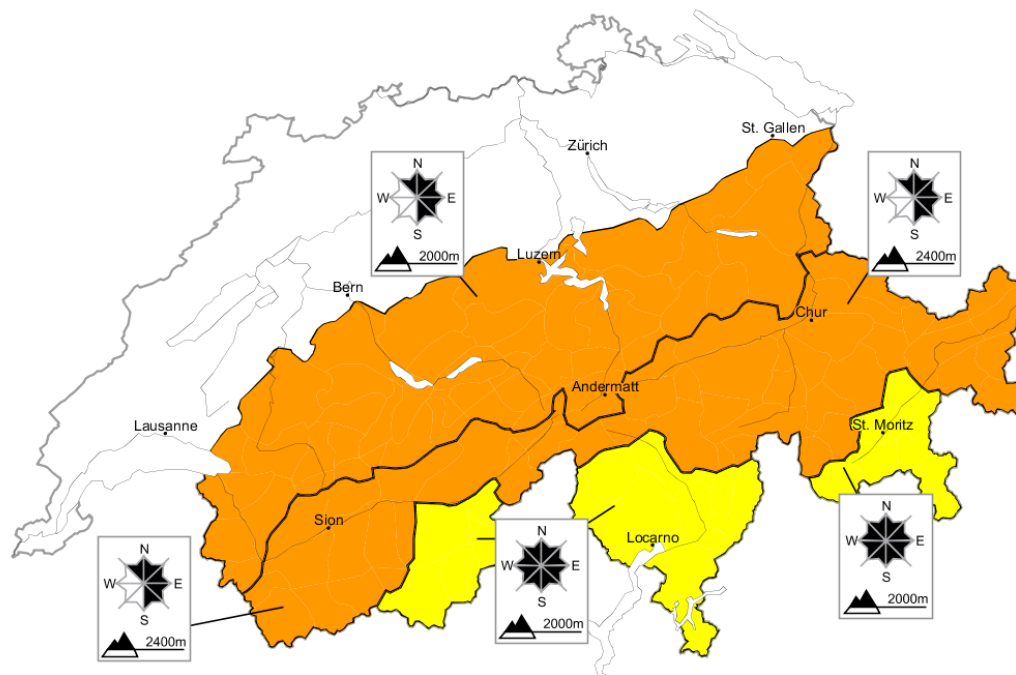 St. Gallen
Zürich
N
W E
S
2000m
N
W E
S
2400m
Luzern
Bern
Chur
Andermatt
Lausanne
St. Moritz
Sion
N
W E
S
2000m
N
W E
S
2000m
Locarno
N
W E
S
2400m